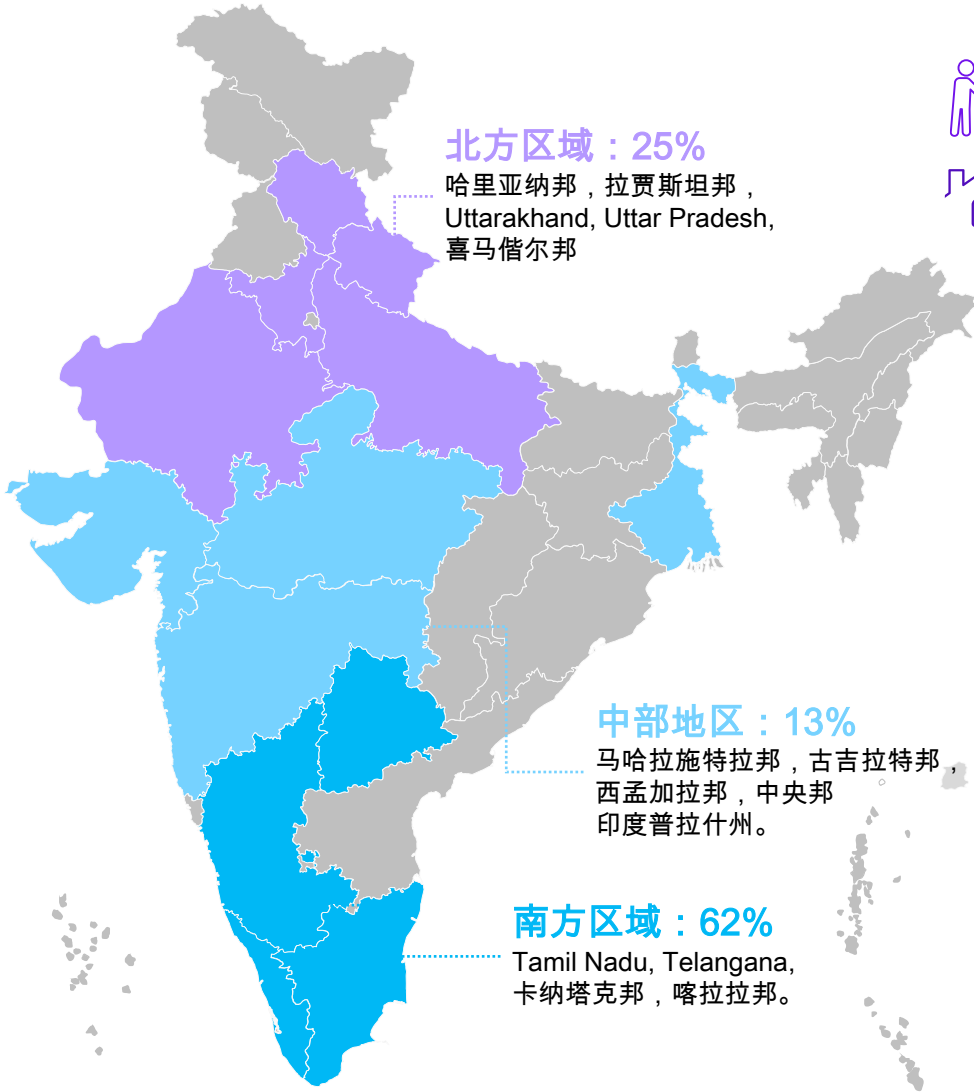 北方区域：25%
哈里亚纳邦，拉贾斯坦邦，
Uttarakhand, Uttar Pradesh,
喜马偕尔邦
中部地区：13%
马哈拉施特拉邦，古吉拉特邦，
西孟加拉邦，中央邦
印度普拉什州。
南方区域：62%
Tamil Nadu, Telangana,
卡纳塔克邦，喀拉拉邦。